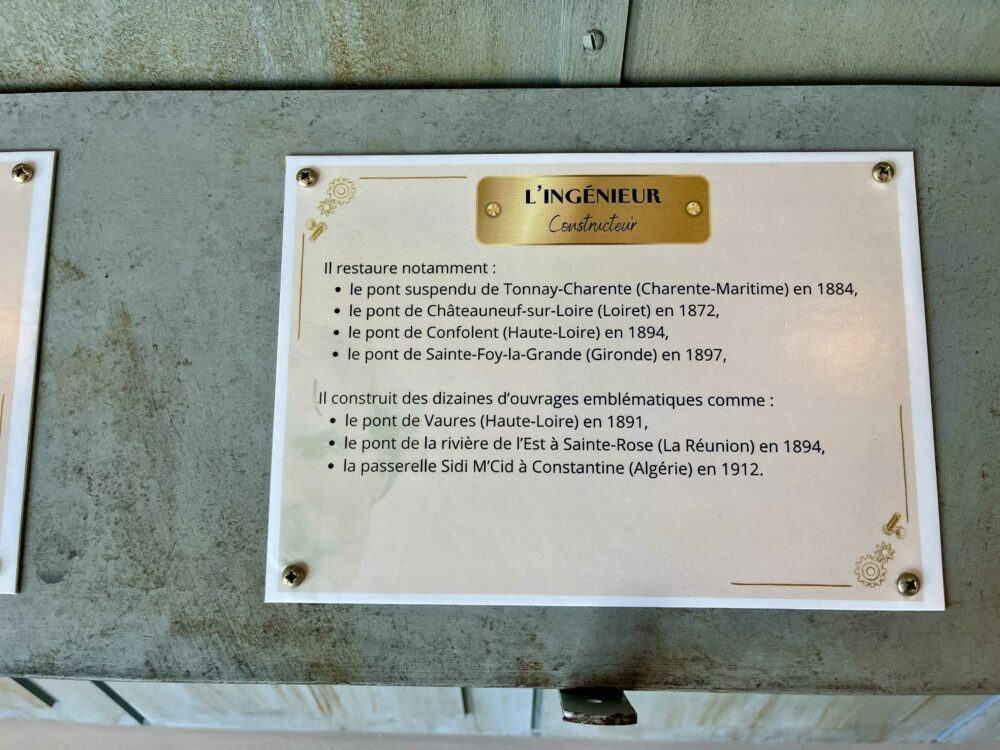 L'INGÉNIEUR
Constructeur
Il restaure notamment :
• le pont suspendu de Tonnay-Charente (Charente-Maritime) en 1884,
• le pont de Châteauneuf-sur-Loire (Loiret) en 1872,
• le pont de Confolent (Haute-Loire) en 1894,
• le pont de Sainte-Foy-la-Grande (Gironde) en 1897,
Il construit des dizaines d'ouvrages emblématiques comme :
• le pont de Vaures (Haute-Loire) en 1891,
• le pont de la rivière de l'Est à Sainte-Rose (La Réunion) en 1894,
• la passerelle Sidi M'Cid à Constantine (Algérie) en 1912.